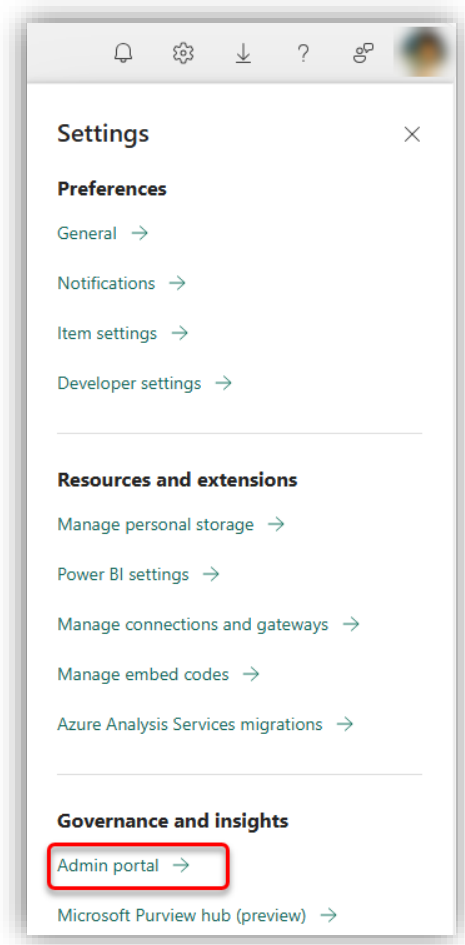 Settings
Preferences
General
Notifications
Item settings
Developer settings
Resources and extensions
Manage personal storage
Power BI settings
Manage connections and gateways
Manage embed codes
Azure Analysis Services migrations
Governance and insights
Admin portal
Microsoft Purview hub (preview)